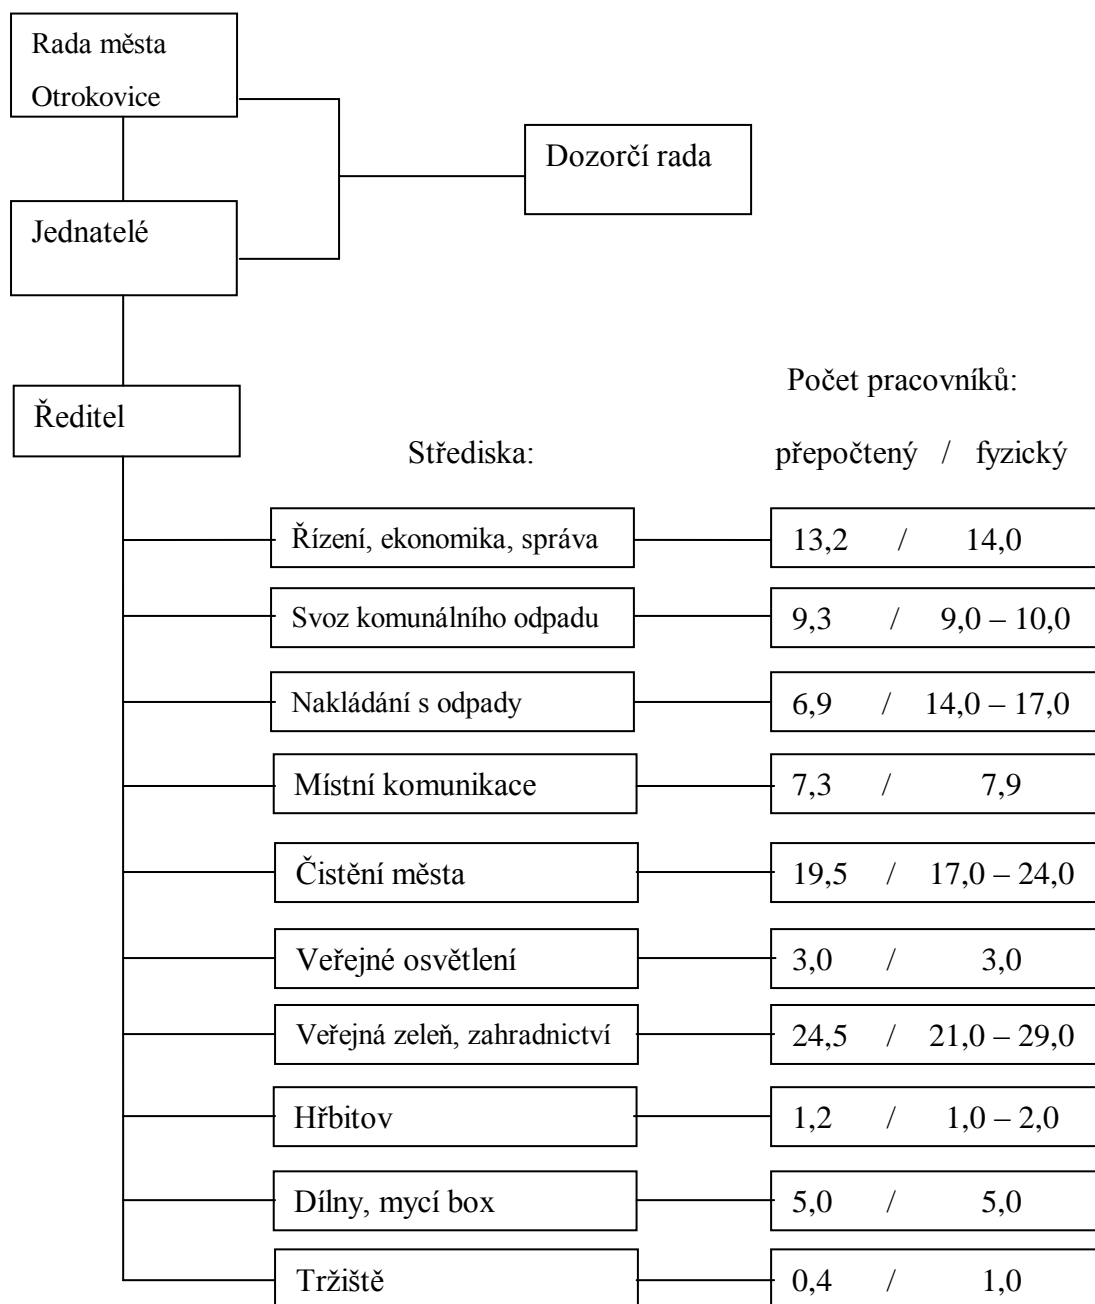 Rada města
Otrokovice
Dozorčí rada
Jednatelé
Počet pracovníků:
Ředitel
Střediska:
přepočtený / fyzický
Řízení, ekonomika, správa
13,2 / 14,0
Svoz komunálního odpadu
9,3 / 9,0 – 10,0
Nakládání s odpady
6,9 / 14,0 – 17,0
Místní komunikace
7,3 / 7,9
Čistění města
19,5 / 17,0 – 24,0
Veřejné osvětlení
3,0 / 3,0
Veřejná zeleň, zahradnictví
24,5 / 21,0 – 29,0
Hřbitov
1,2 / 1,0 – 2,0
Dílny, mycí box
5,0 / 5,0
Tržiště
0,4 / 1,0